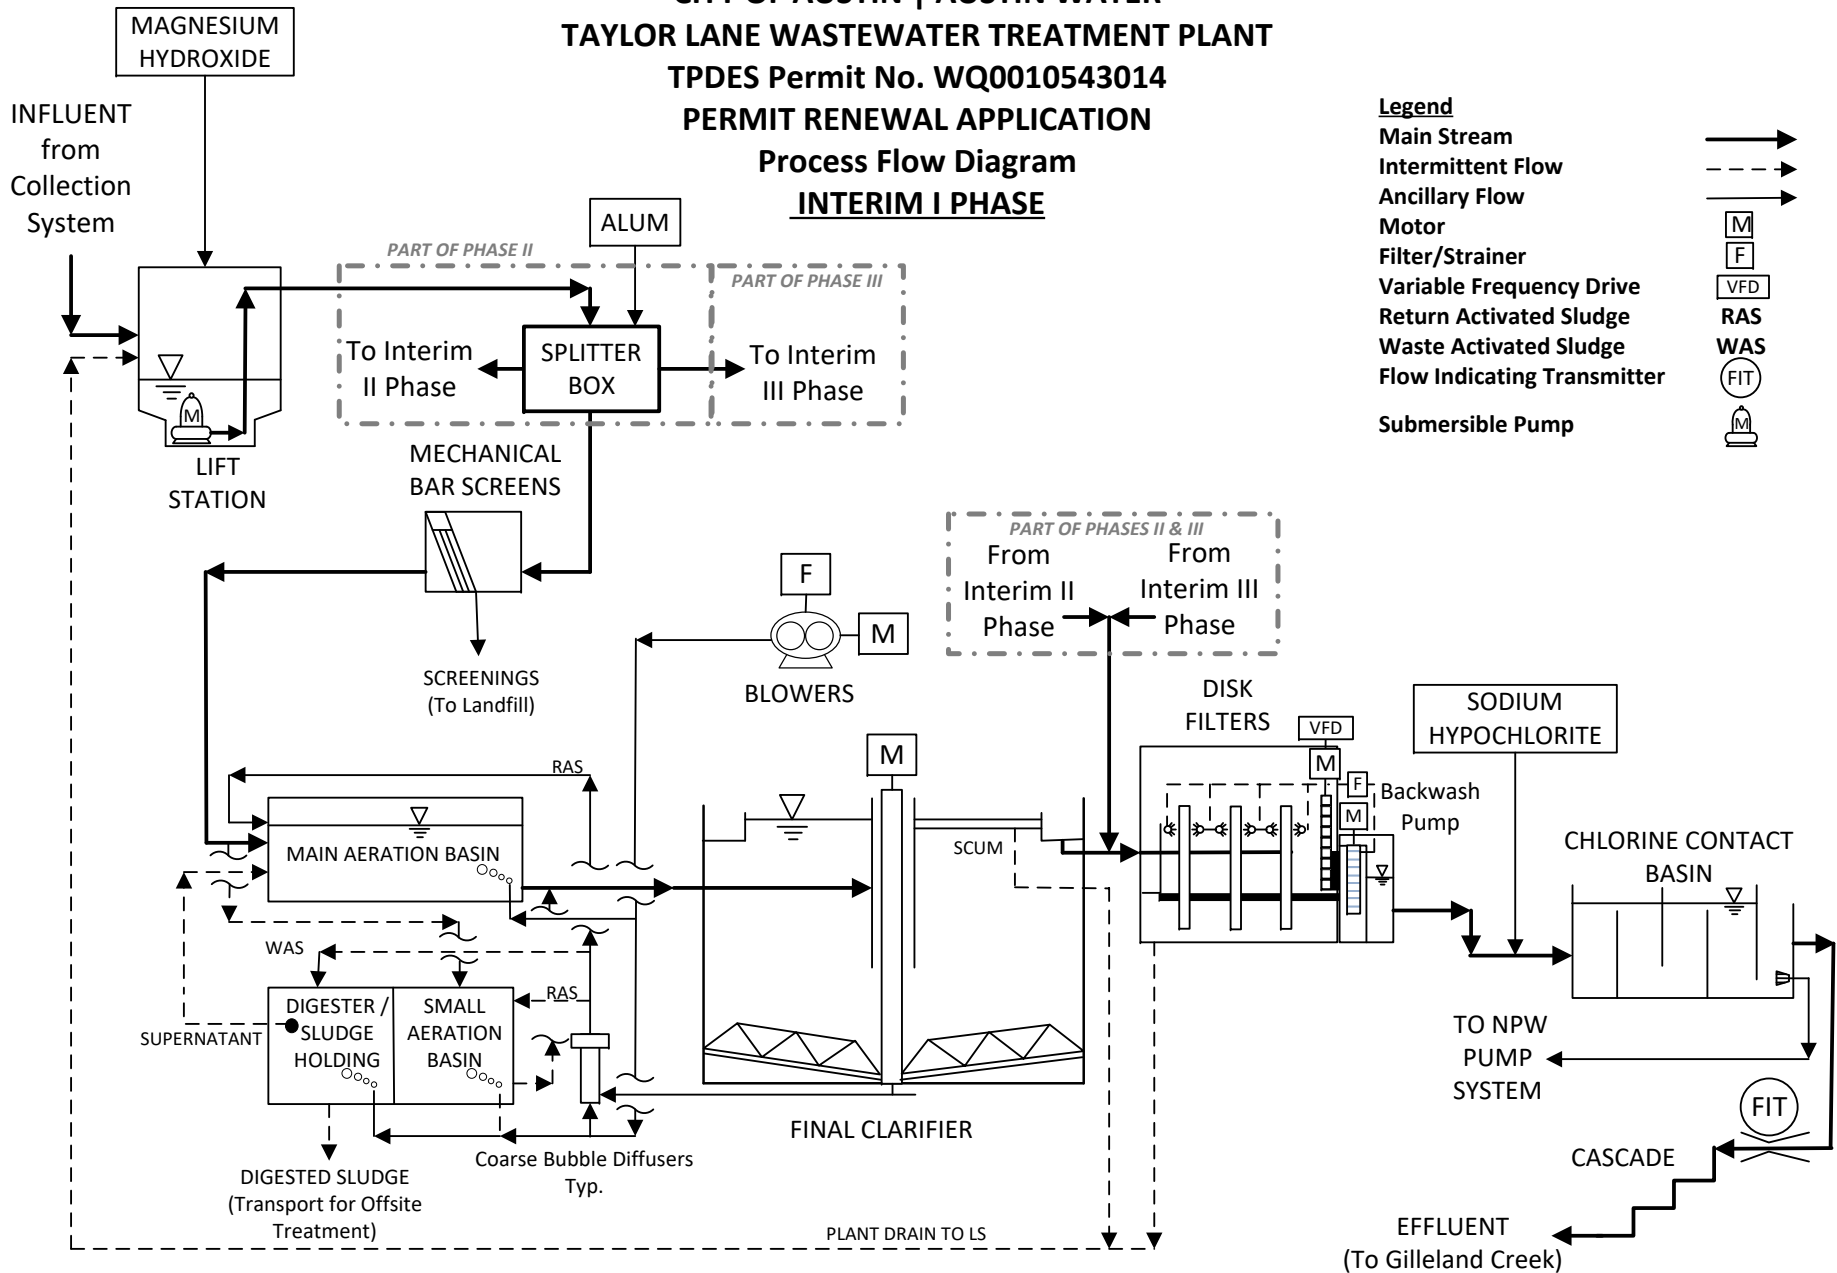 CITY OF AUSTIN | AUSTIN WATER
TAYLOR LANE WASTEWATER TREATMENT PLANT
TPDES Permit No. WQ0010543014
PERMIT RENEWAL APPLICATION
Process Flow Diagram
INTERIM I PHASE
MAGNESIUM
HYDROXIDE
INFLUENT
from
Collection
System
Legend
Main Stream
Intermittent Flow
Ancillary Flow
Motor
M
Filter/Strainer
F
Variable Frequency Drive
VFD
Return Activated Sludge
RAS
Waste Activated Sludge
WAS
Flow Indicating Transmitter
FIT
Submersible Pump
M
ALUM
PART OF PHASE II
PART OF PHASE III
To Interim
II Phase
SPLITTER
BOX
To Interim
III Phase
M
LIFT
STATION
MECHANICAL
BAR SCREENS
SCREENINGS
(To Landfill)
F
M
BLOWERS
PART OF PHASES II & III
From
Interim II
Phase
From
Interim III
Phase
DISK
FILTERS
VFD
M
F
M
Backwash
Pump
SODIUM
HYPOCHLORITE
CHLORINE CONTACT
BASIN
RAS
MAIN AERATION BASIN
M
SCUM
WAS
RAS
DIGESTER /
SLUDGE
HOLDING
SMALL
AERATION
BASIN
SUPERNATANT
FINAL CLARIFIER
TO NPW
PUMP
SYSTEM
FIT
CASCADE
DIGESTED SLUDGE
(Transport for Offsite
Treatment)
Coarse Bubble Diffusers
Typ.
PLANT DRAIN TO LS
EFFLUENT
(To Gilleland Creek)